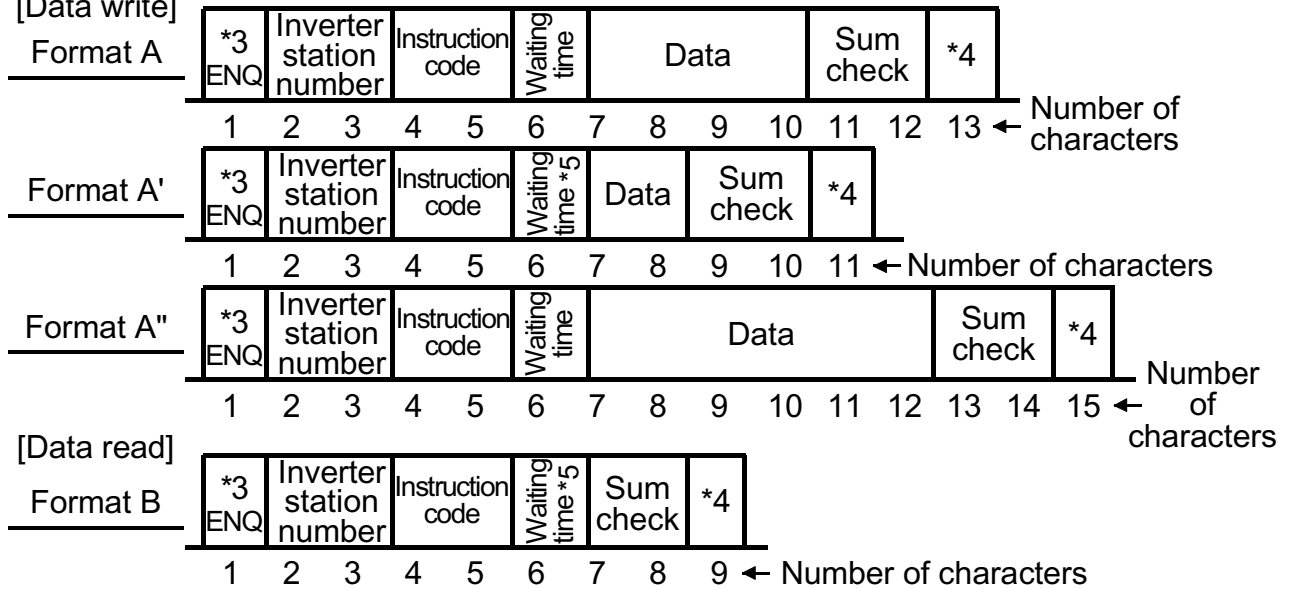 [Data write]
Format A
*3
ENQ
Inverter
station
number
Instruction
code
Waiting
time
Data
Sum
check
*4
1 2 3 4 5 6 7 8 9 10 11 12 13
Number of
characters
Format A'
*3
ENQ
Inverter
station
number
Instruction
code
Waiting
time *5
Data
Sum
check
*4
1 2 3 4 5 6 7 8 9 10 11 ← Number of characters
Format A"
*3
ENQ
Inverter
station
number
Instruction
code
Waiting
time
Data
Sum
check
*4
1 2 3 4 5 6 7 8 9 10 11 12 13 14 15
Number
of
characters
[Data read]
Format B
*3
ENQ
Inverter
station
number
Instruction
code
Waiting
time*5
Sum
check
*4
1 2 3 4 5 6 7 8 9 ← Number of characters